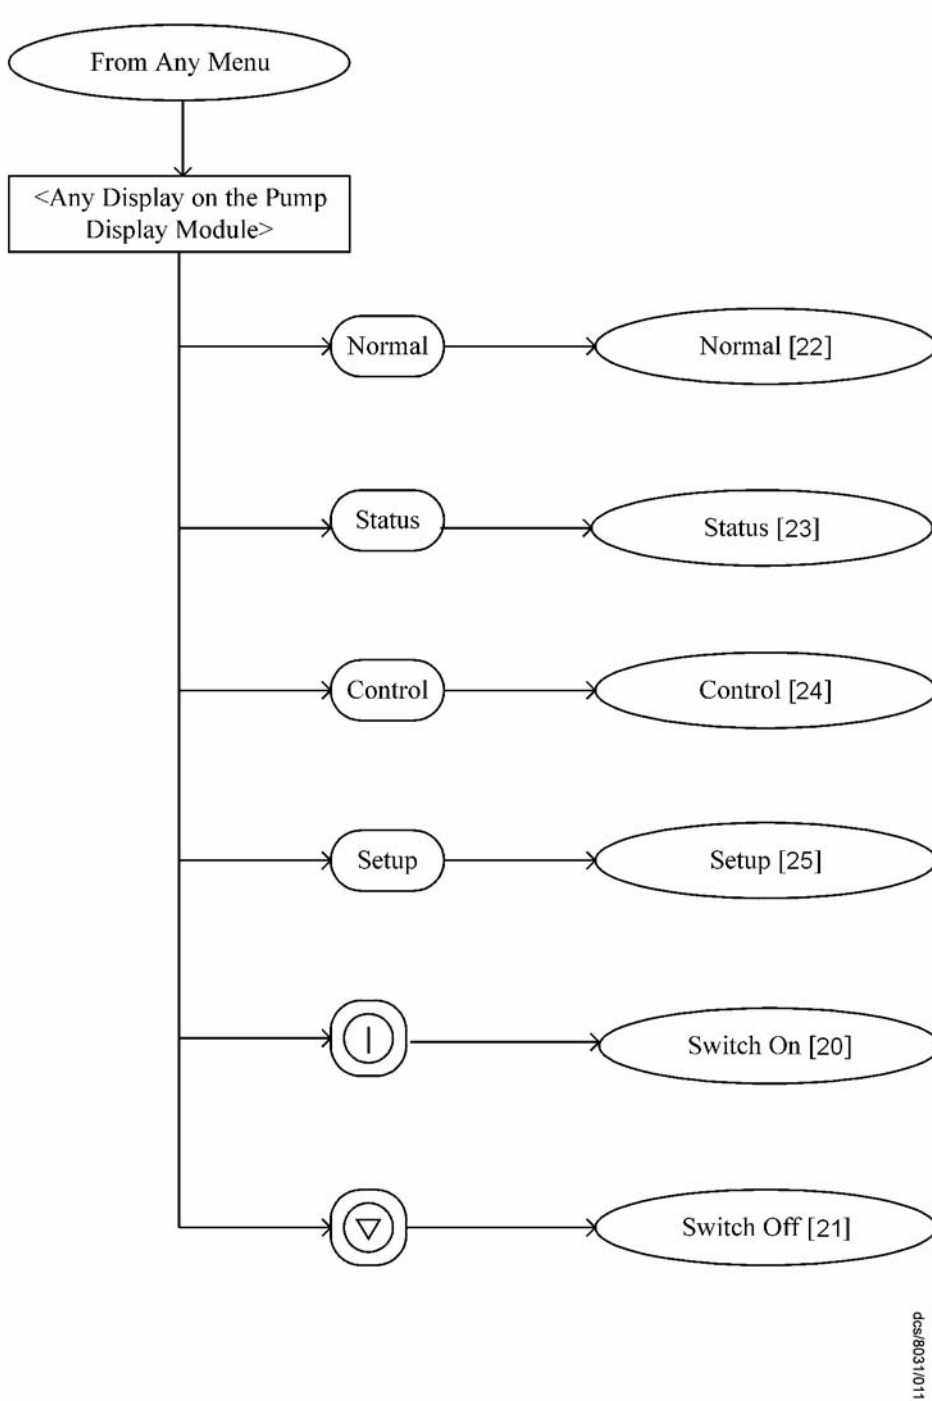 From Any Menu
<Any Display on the Pump
Display Module>
Normal
Normal [22]
Status
Status [23]
Control
Control [24]
Setup
Setup [25]
Switch On [20]
Switch Off [21]
dcs/8031/011